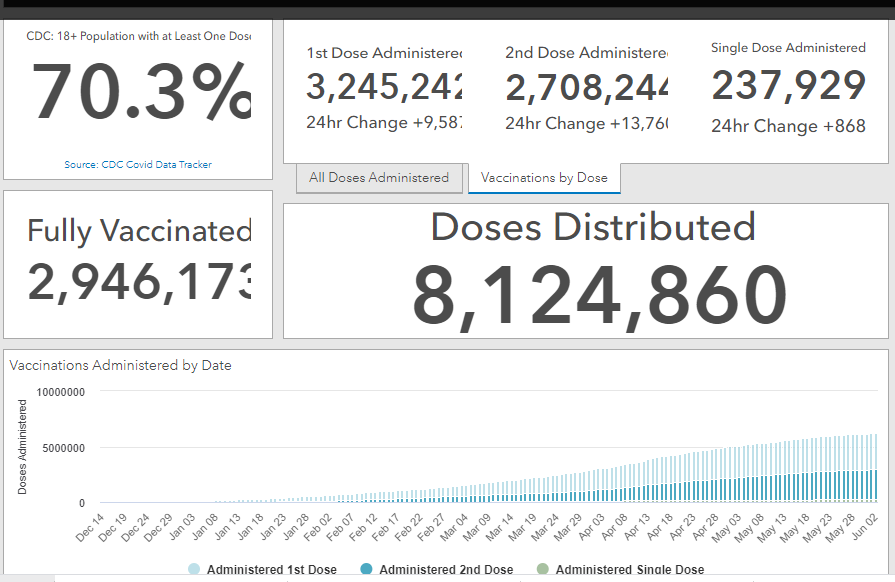 CDC: 18+ Population with at Least One Dose
70.3%
Source: CDC Covid Data Tracker
1st Dose Administered
3,245,242
24hr Change +9,587
2nd Dose Administere
2,708,244
24hr Change +13,760
Single Dose Administered
237,929
24hr Change +868
All Doses Administered
Vaccinations by Dose
Fully Vaccinated
2,946,173
Doses Distributed
8,124,860
Vaccinations Administered by Date
Doses Administered
10000000
5000000
0
Dec 14 Dec 19 Dec 24 Dec 29 Jan 03 Jan 08 Jan 13 Jan 18 Jan 23 Jan 28 Feb 02 Feb 07 Feb 12 Feb 17 Feb 22 Feb 27 Mar 04 Mar 09 Mar 14 Mar 19 Mar 24 Mar 29 Apr 03 Apr 08 Apr 13 Apr 18 Apr 23 Apr 28 May 03 May 08 May 13 May 18 May 23 May 28 Jun 02
Administered 1st Dose Administered 2nd Dose Administered Single Dose